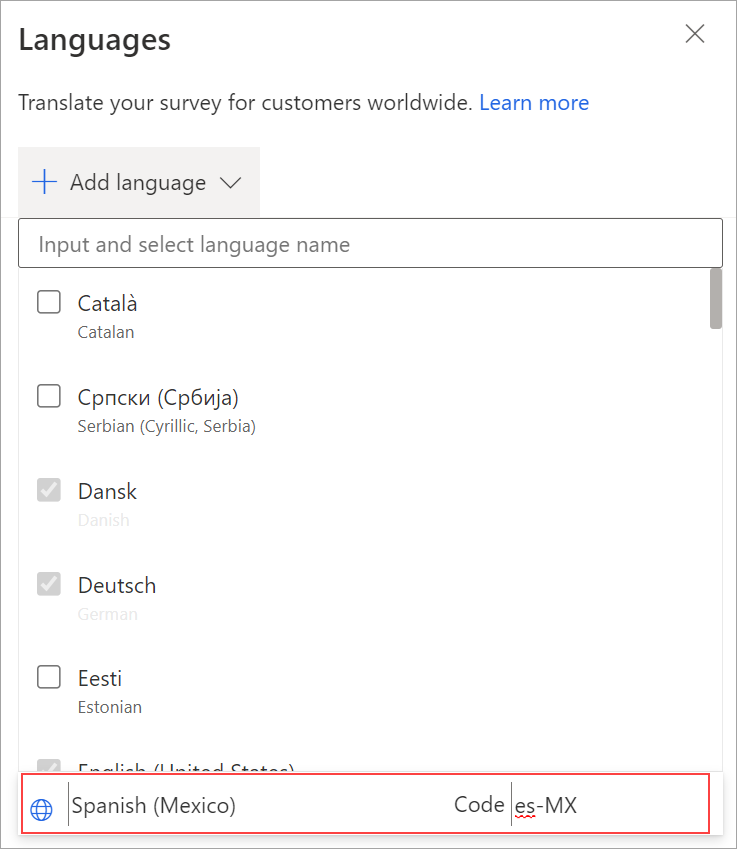 Languages
Translate your survey for customers worldwide. Learn more
Add language
Input and select language name
Català
Catalan
Српски (Србија)
Serbian (Cyrillic, Serbia)
Dansk
Danish
Deutsch
German
Eesti
Estonian
English (United States)
Spanish (Mexico) Code es-MX